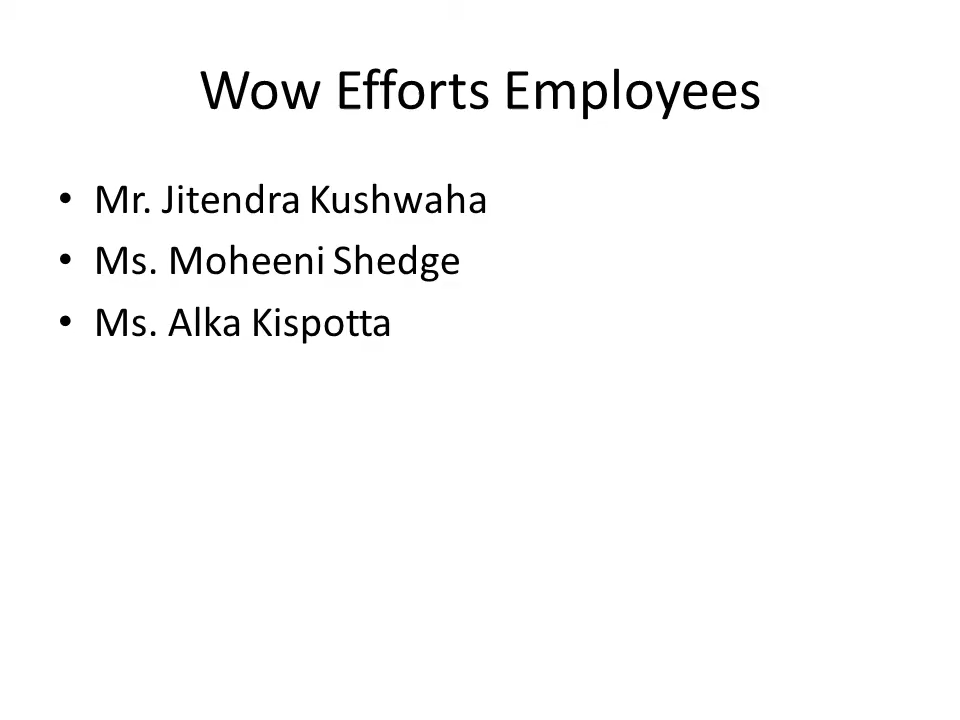 Wow Efforts Employees
• Mr. Jitendra Kushwaha
• Ms. Moheeni Shedge
• Ms. Alka Kispotta